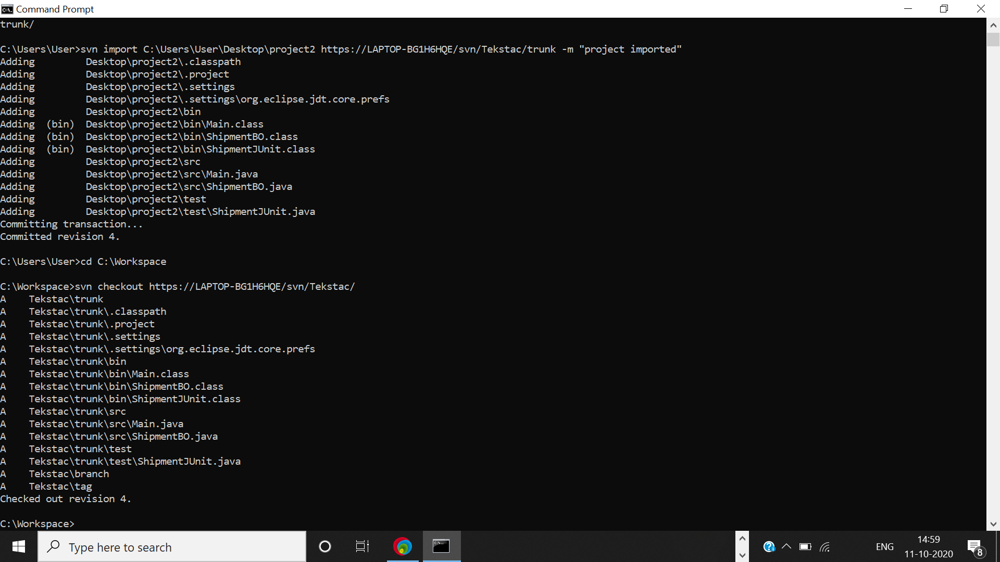 Command Prompt
trunk/
C:\Users\User>svn import C:\Users\User\Desktop\project2 https://LAPTOP-BG1H6HQE/svn/Tekstac/trunk -m "project imported"
Adding         Desktop\project2\.classpath
Adding         Desktop\project2\.project
Adding         Desktop\project2\.settings
Adding         Desktop\project2\.settings\org.eclipse.jdt.core.prefs
Adding         Desktop\project2\bin
Adding  (bin)  Desktop\project2\bin\Main.class
Adding  (bin)  Desktop\project2\bin\ShipmentBO.class
Adding  (bin)  Desktop\project2\bin\ShipmentJUnit.class
Adding         Desktop\project2\src
Adding         Desktop\project2\src\Main.java
Adding         Desktop\project2\src\ShipmentBO.java
Adding         Desktop\project2\test
Adding         Desktop\project2\test\ShipmentJUnit.java
Committing transaction...
Committed revision 4.
C:\Users\User>cd C:\Workspace
C:\Workspace>svn checkout https://LAPTOP-BG1H6HQE/svn/Tekstac/
A    Tekstac\trunk
A    Tekstac\trunk\.classpath
A    Tekstac\trunk\.project
A    Tekstac\trunk\.settings
A    Tekstac\trunk\.settings\org.eclipse.jdt.core.prefs
A    Tekstac\trunk\bin
A    Tekstac\trunk\bin\Main.class
A    Tekstac\trunk\bin\ShipmentBO.class
A    Tekstac\trunk\bin\ShipmentJUnit.class
A    Tekstac\trunk\src
A    Tekstac\trunk\src\Main.java
A    Tekstac\trunk\src\ShipmentBO.java
A    Tekstac\trunk\test
A    Tekstac\trunk\test\ShipmentJUnit.java
A    Tekstac\branch
A    Tekstac\tag
Checked out revision 4.
C:\Workspace>
Type here to search
ENG
14:59
11-10-2020
8